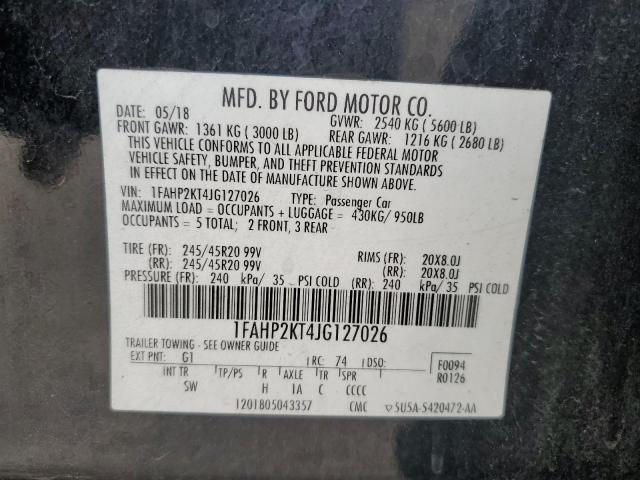 MFD. BY FORD MOTOR CO.
DATE: 05/18 GVWR: 2540 KG ( 5600 LB)
FRONT GAWR: 1361 KG ( 3000 LB) REAR GAWR: 1216 KG ( 2680 LB)
THIS VEHICLE CONFORMS TO ALL APPLICABLE FEDERAL MOTOR
VEHICLE SAFETY, BUMPER, AND THEFT PREVENTION STANDARDS
IN EFFECT ON THE DATE OF MANUFACTURE SHOWN ABOVE.
VIN: 1FAHP2KT4JG127026 TYPE: Passenger Car
MAXIMUM LOAD = OCCUPANTS + LUGGAGE = 430KG/ 950LB
OCCUPANTS = 5 TOTAL; 2 FRONT, 3 REAR
TIRE (FR): 245/45R20 99V RIMS (FR): 20X8.0J
(RR): 245/45R20 99V (RR): 20X8.0J
PRESSURE (FR): 240 kPa/ 35 PSI COLD (RR): 240 kPa/ 35 PSI COLD
1FAHP2KT4JG127026
TRAILER TOWING - SEE OWNER GUIDE
EXT PNT: G1 RC: 74 DSO: F0094
INT TR TP/PS R AXLE TR SPR R0126
SW H 1A C CCCC
1201805043357 CMC ▽5U5A-5420472-AA